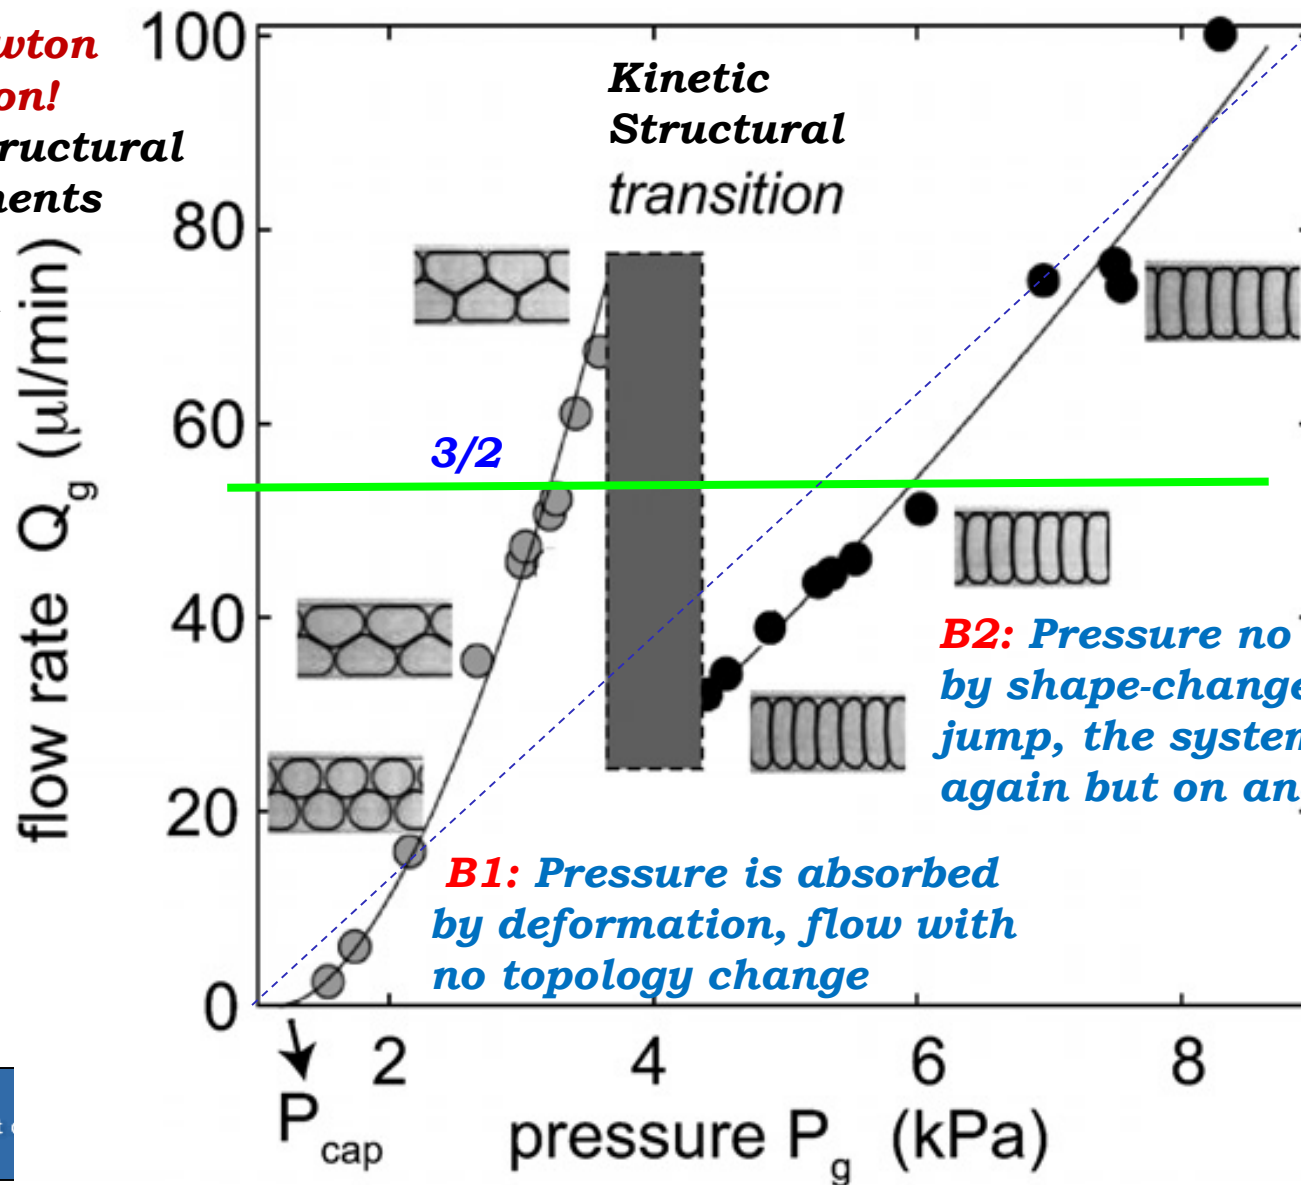 wton
on!
ructural
nents
Kinetic
Structural
transition
flow rate Q_g (µl/min)
100
80
60
40
20
0
3/2
B2: Pressure no
by shape-change
jump, the system
again but on an
B1: Pressure is absorbed
by deformation, flow with
no topology change
2
4
6
8
P_cap
pressure P_g (kPa)